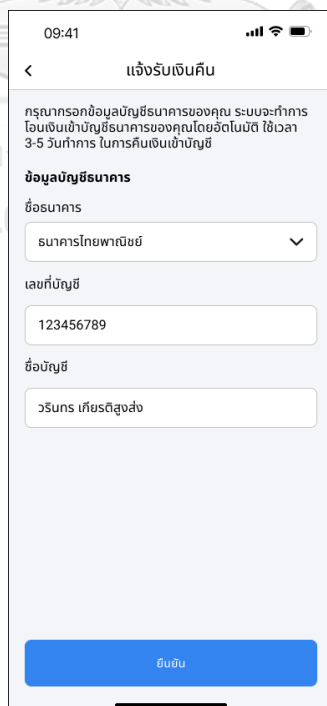 09:41
แจ้งรับเงินคืน
กรุณากรอกข้อมูลบัญชีธนาคารของคุณ ระบบจะทำการ
โอนเงินเข้าบัญชีธนาคารของคุณโดยอัตโนมัติ ใช้เวลา
3-5 วันทำการ ในการคืนเงินเข้าบัญชี
ข้อมูลบัญชีธนาคาร
ชื่อธนาคาร
ธนาคารไทยพาณิชย์
เลขที่บัญชี
123456789
ชื่อบัญชี
วรินทร เกียรติสูงส่ง
ยืนยัน